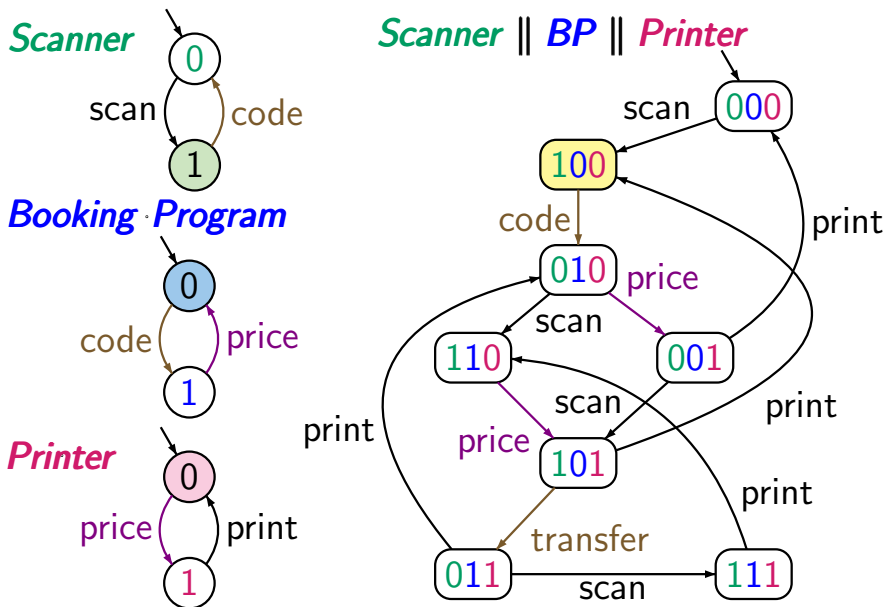 Scanner
0
scan
code
1
Booking Program
0
code
price
1
Printer
0
price
print
1
Scanner || BP || Printer
000
scan
100
code
print
010
price
scan
110
001
scan
print
print
price
101
print
transfer
011
scan
111